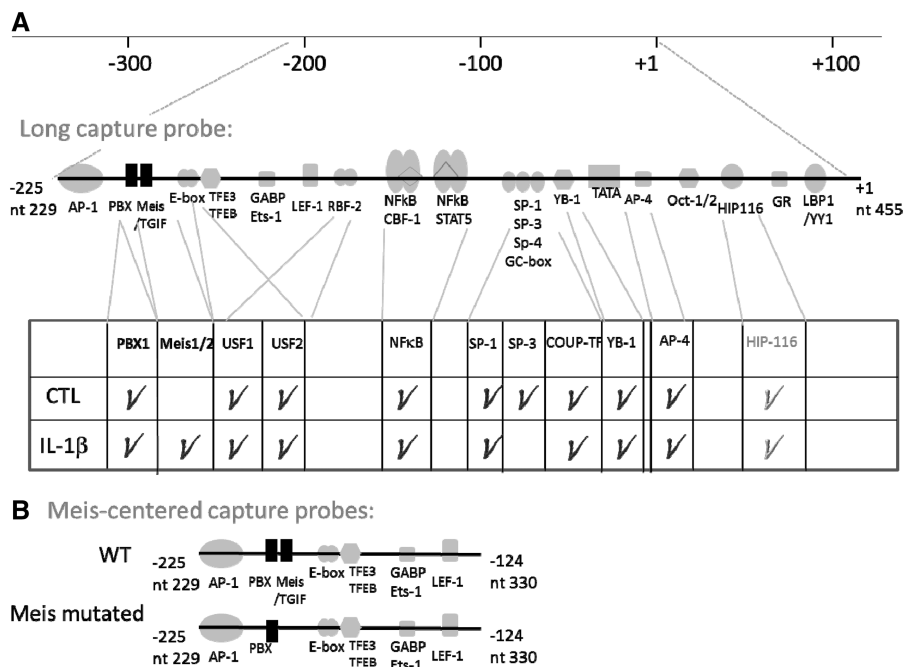 A
-300 -200 -100 +1 +100
Long capture probe:
-225
nt 229
AP-1
PBX Meis
/TGIF
E-box
TFE3
TFEB
GABP
Ets-1
LEF-1
RBF-2
NFkB
CBF-1
NFkB
STAT5
SP-1
SP-3
Sp-4
GC-box
YB-1
TATA
AP-4
Oct-1/2
HIP116
GR
LBP1
/YY1
+1
nt 455
PBX1 Meis1/2 USF1 USF2 NFκB SP-1 SP-3 COUP-TF YB-1 AP-4 HIP-116
CTL
IL-1β
B Meis-centered capture probes:
WT
-225
nt 229
AP-1
PBX Meis
/TGIF
E-box
TFE3
TFEB
GABP
Ets-1
LEF-1
-124
nt 330
Meis mutated
-225
nt 229
AP-1
PBX
E-box
TFE3
TFEB
GABP
Ets-1
LEF-1
-124
nt 330